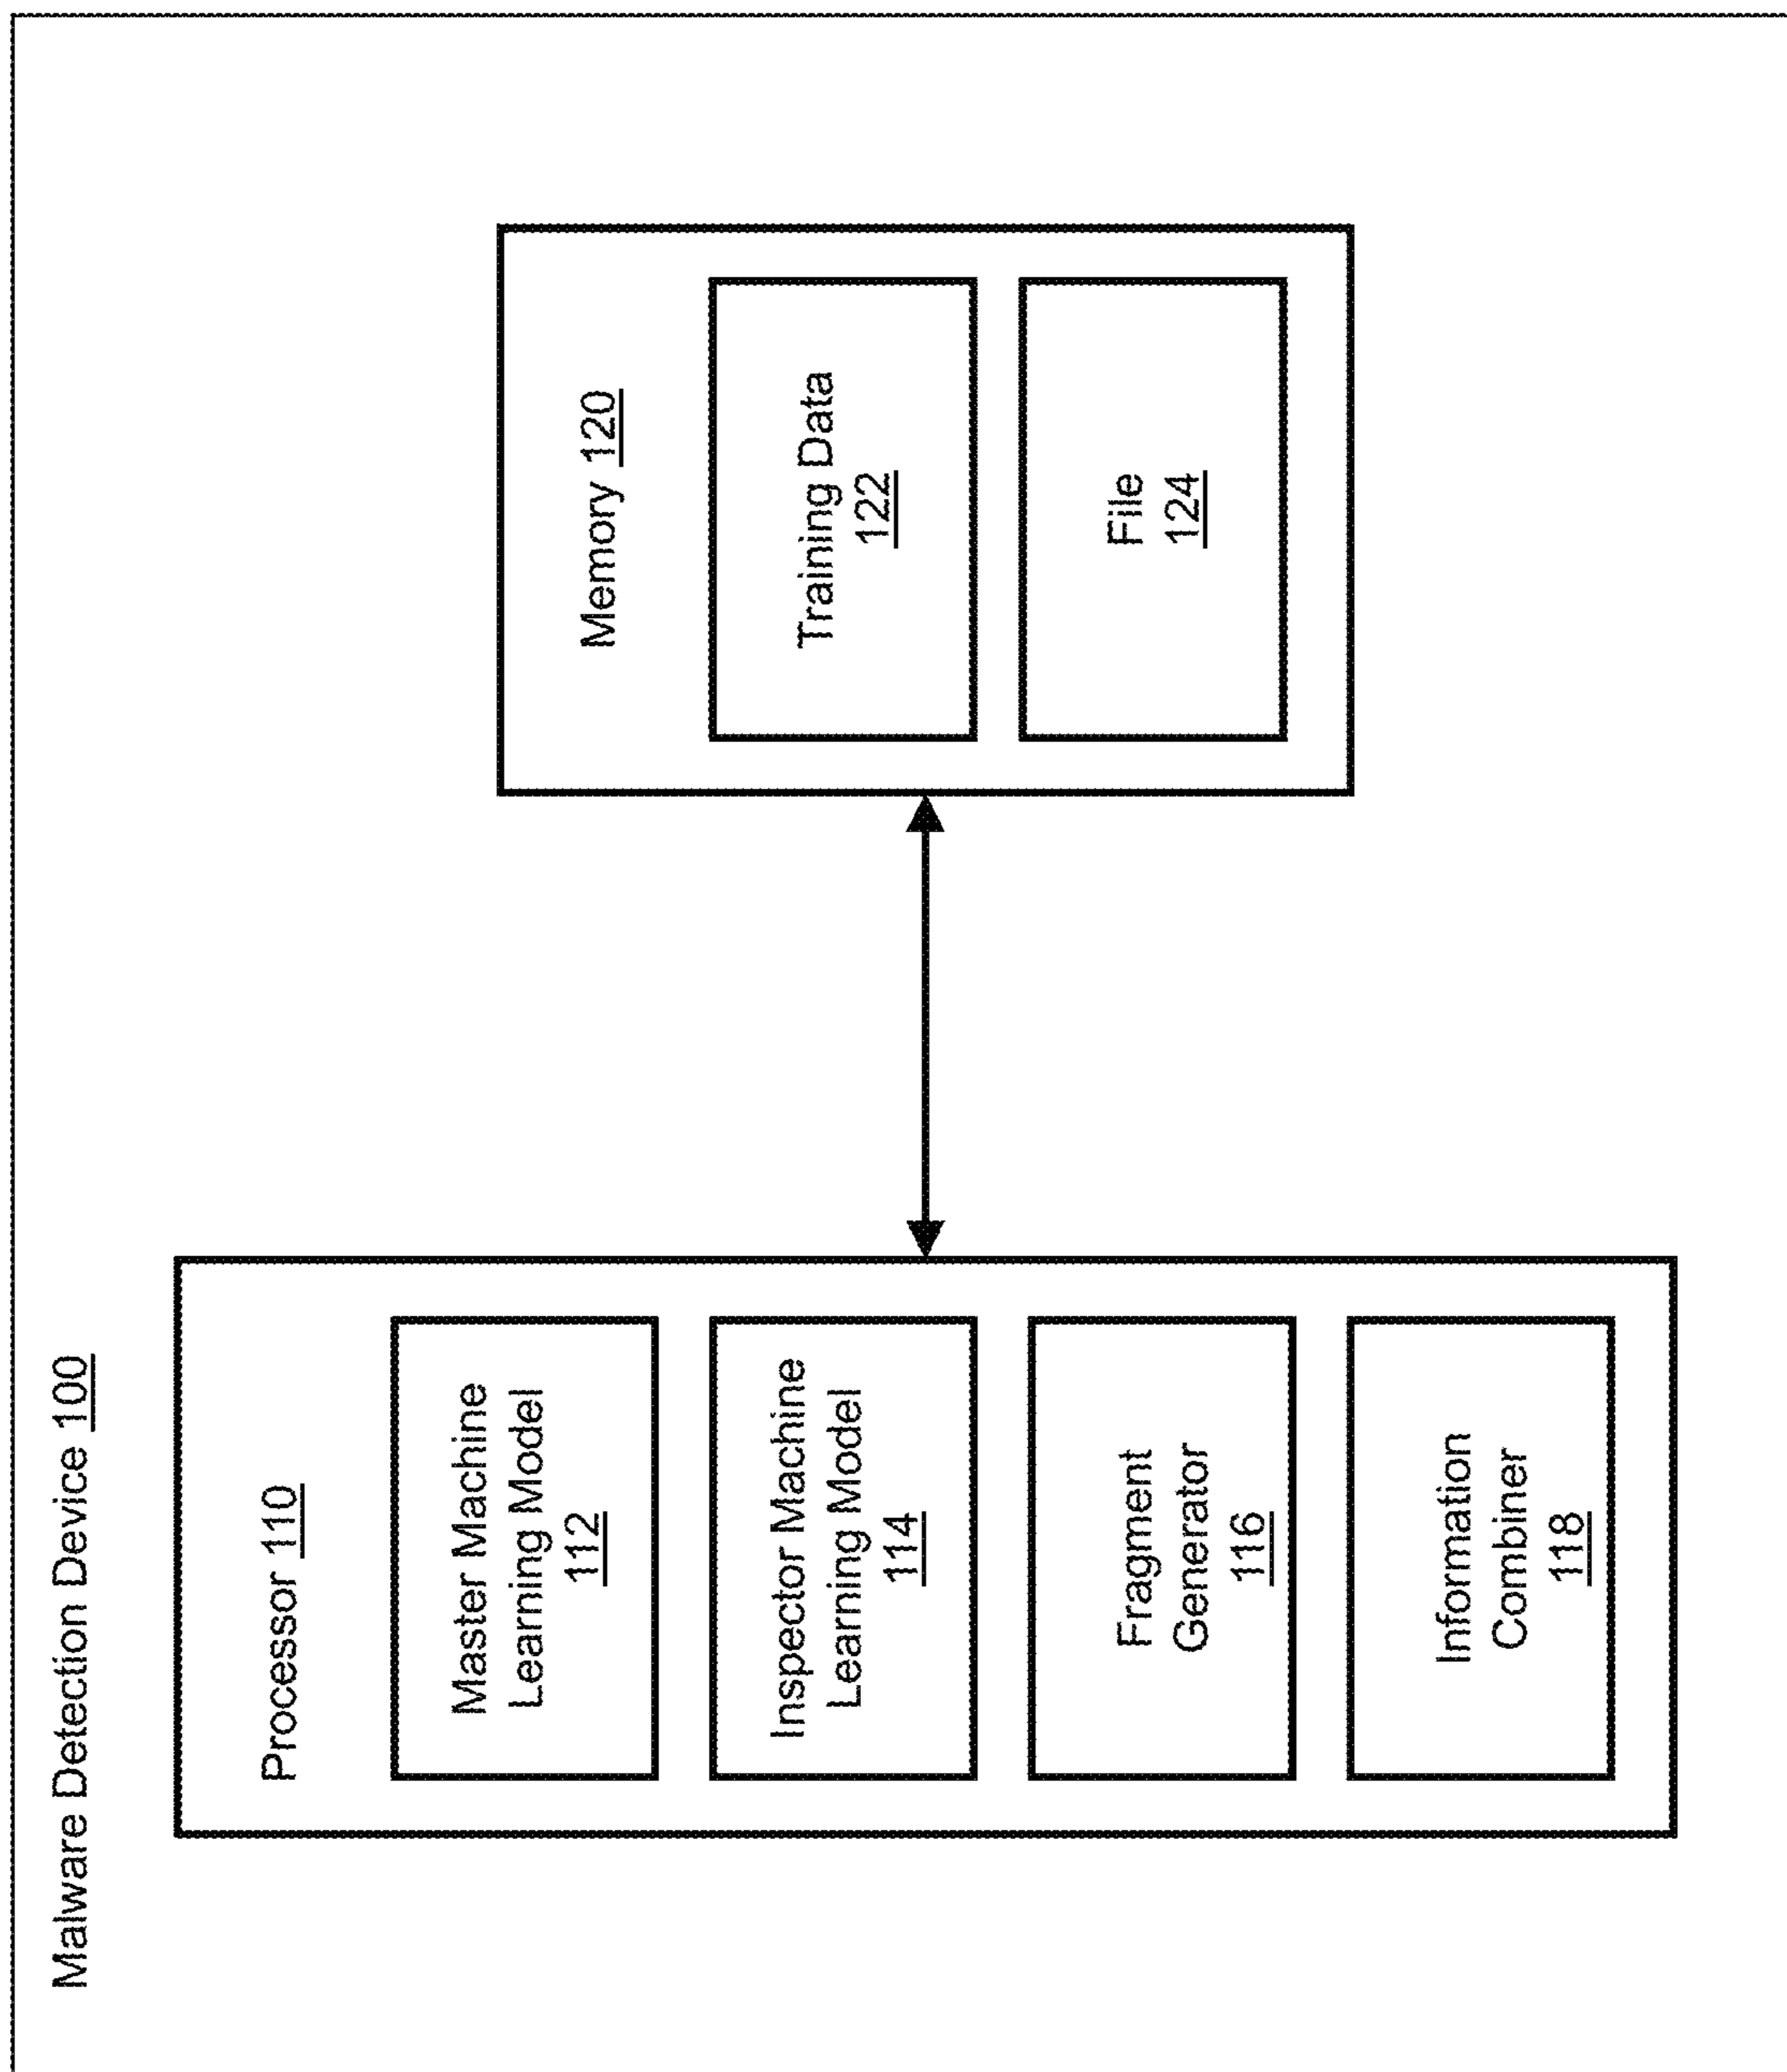 Malware Detection Device 100
Processor 110
Master Machine
Learning Model
112
Inspector Machine
Learning Model
114
Fragment
Generator
116
Information
Combiner
118
Memory 120
Training Data
122
File
124